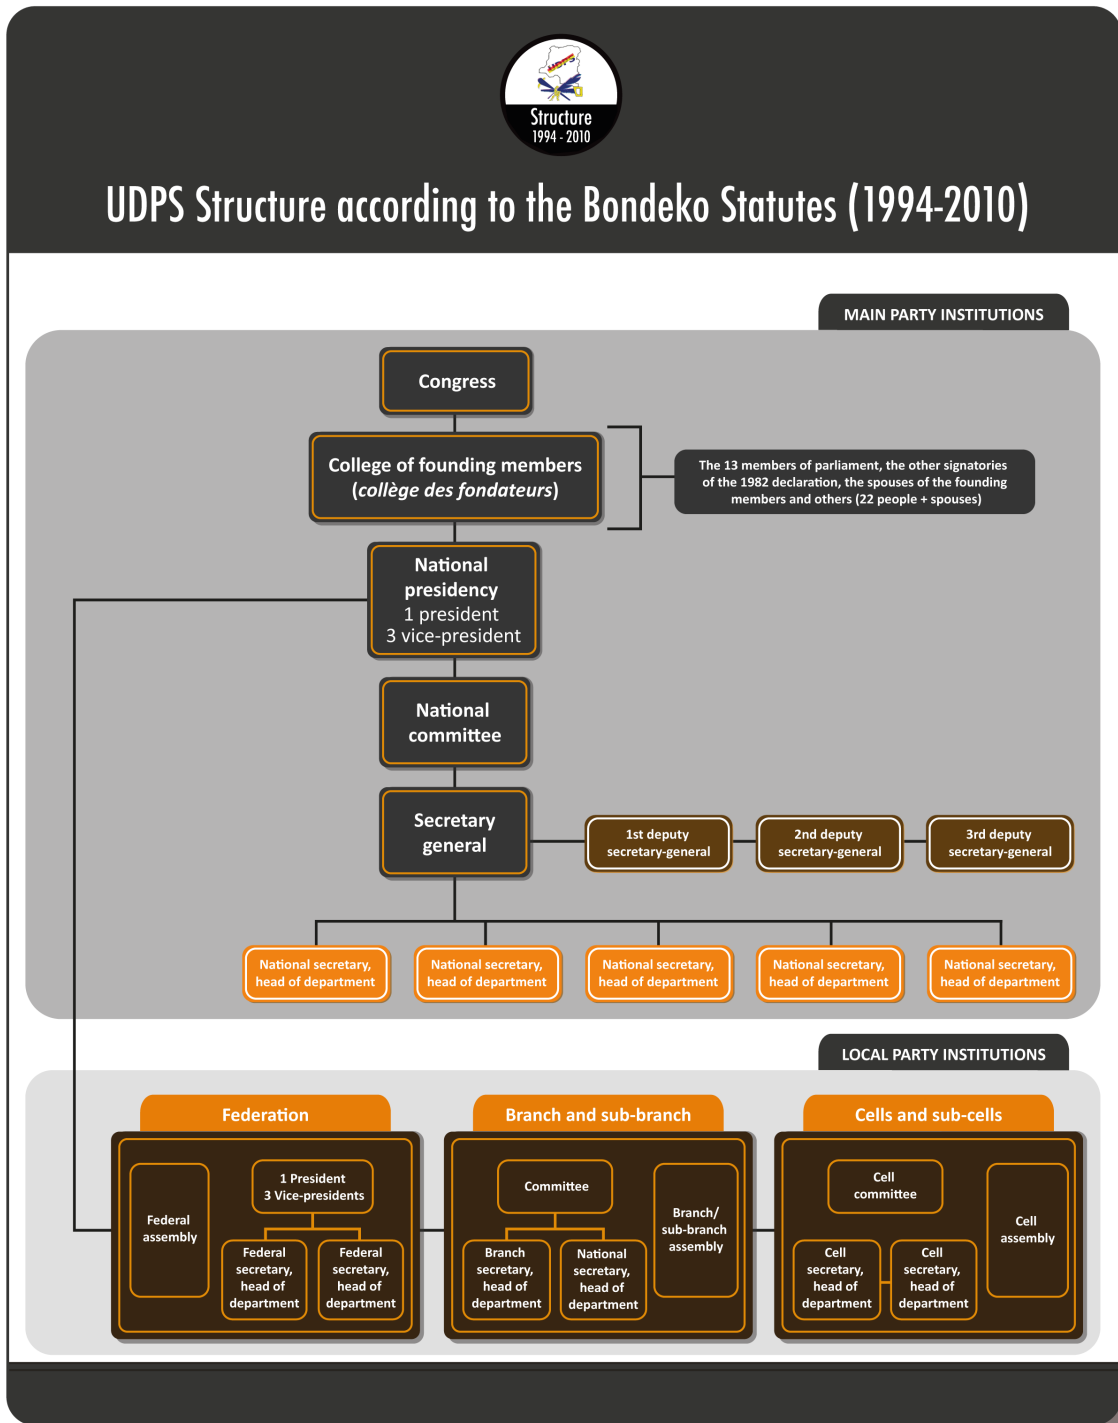 UDPS
Structure
1994 - 2010
UDPS Structure according to the Bondeko Statutes (1994-2010)
MAIN PARTY INSTITUTIONS
Congress
College of founding members
(collège des fondateurs)
The 13 members of parliament, the other signatories
of the 1982 declaration, the spouses of the founding
members and others (22 people + spouses)
National
presidency
1 president
3 vice-president
National
committee
Secretary
general
1st deputy
secretary-general
2nd deputy
secretary-general
3rd deputy
secretary-general
National secretary,
head of department
National secretary,
head of department
National secretary,
head of department
National secretary,
head of department
National secretary,
head of department
LOCAL PARTY INSTITUTIONS
Federation
Federal
assembly
1 President
3 Vice-presidents
Federal
secretary,
head of
department
Federal
secretary,
head of
department
Branch and sub-branch
Committee
Branch
secretary,
head of
department
National
secretary,
head of
department
Branch/
sub-branch
assembly
Cells and sub-cells
Cell
committee
Cell
secretary,
head of
department
Cell
secretary,
head of
department
Cell
assembly